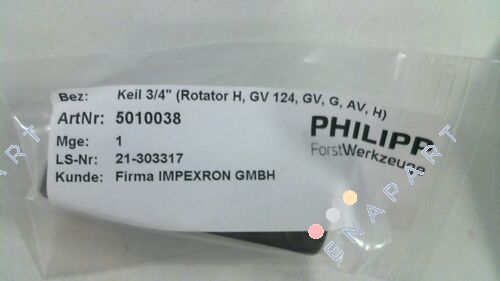 Bez: Keil 3/4" (Rotator H, GV 124, GV, G, AV, H)
ArtNr: 5010038
Mge: 1
LS-Nr: 21-303317
Kunde: Firma IMPEXRON GMBH
PHILIPP
ForstWerkzeuge
ENAPART